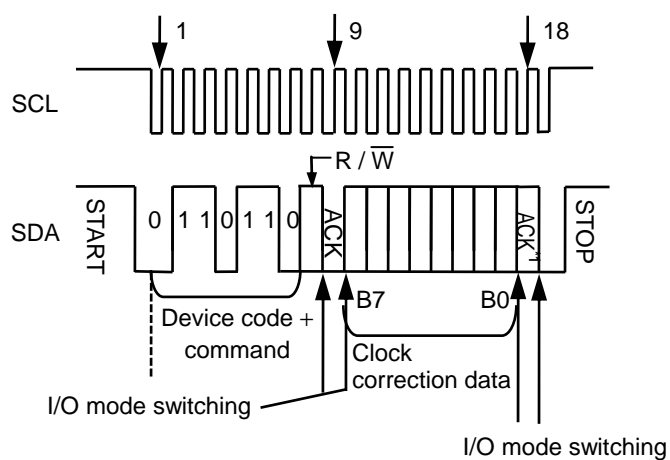 1 9 18
SCL
R / W
SDA
START 0 1 1 0 1 1 0 ACK ACK*1 STOP
B7 B0
Device code +
command
Clock
correction data
I/O mode switching
I/O mode switching